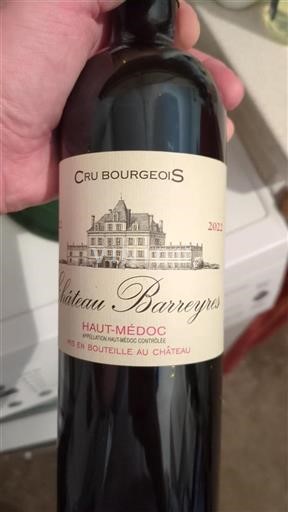 CRU BOURGEOIS
2022
Château Barreyres
HAUT-MÉDOC
APPELLATION HAUT-MÉDOC CONTRÔLÉE
MIS EN BOUTEILLE AU CHÂTEAU